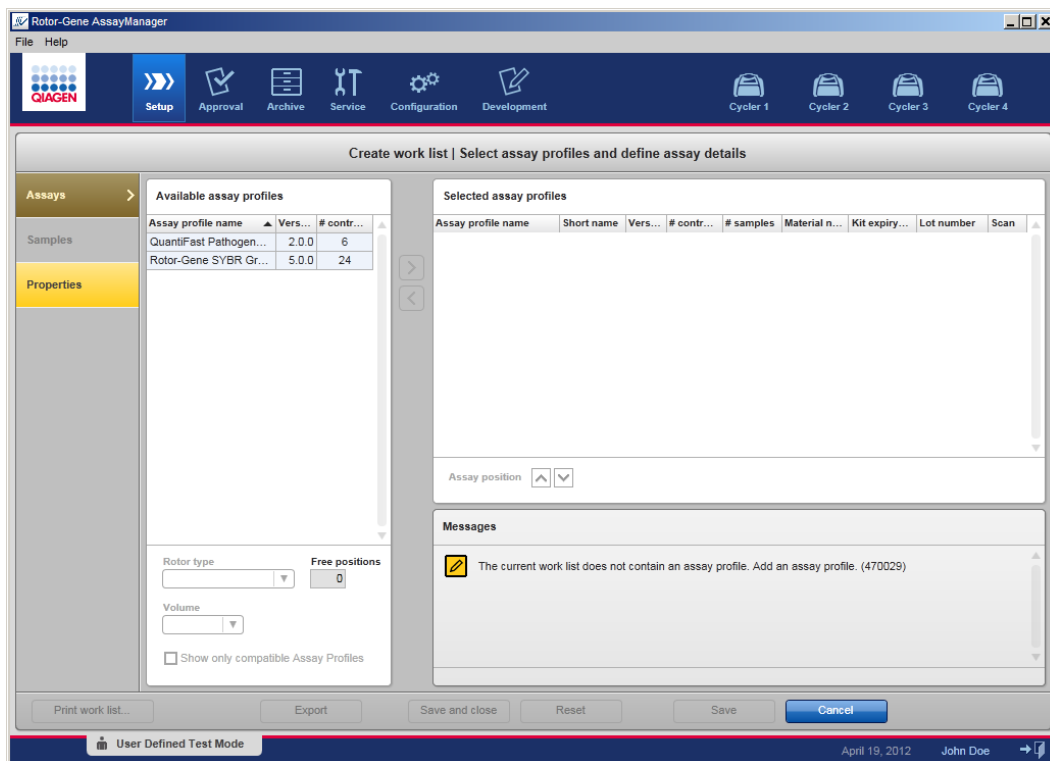 Rotor-Gene AssayManager
File Help
QIAGEN
Setup Approval Archive Service Configuration Development Cycler 1 Cycler 2 Cycler 3 Cycler 4
Create work list | Select assay profiles and define assay details
Assays
Samples
Properties
Available assay profiles
Assay profile name Vers... # contr...
QuantiFast Pathogen... 2.0.0 6
Rotor-Gene SYBR Gr... 5.0.0 24
Rotor type Free positions
0
Volume
Show only compatible Assay Profiles
Selected assay profiles
Assay profile name Short name Vers... # contr... # samples Material n... Kit expiry... Lot number Scan
Assay position
Messages
The current work list does not contain an assay profile. Add an assay profile. (470029)
Print work list... Export Save and close Reset Save Cancel
User Defined Test Mode April 19, 2012 John Doe